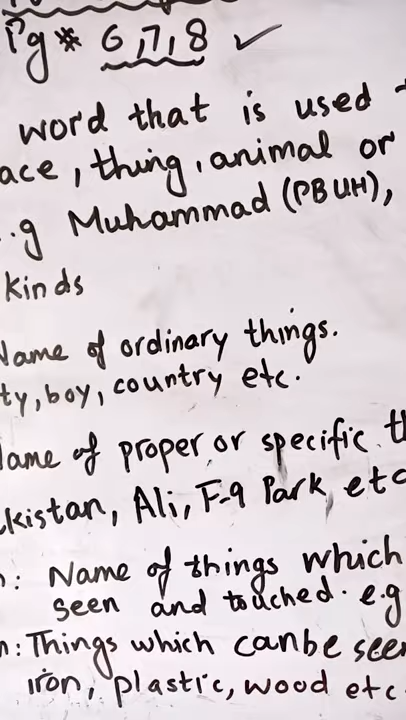 Pg * 6,7,8 ✓
word that is used
ace, thing, animal or
.g Muhammad (PBUH),
kinds
Name of ordinary things.
ty, boy, country etc.
Name of proper or specific th
kistan, Ali, F-9 Park, etc
n: Name of things which
seen and touched. e.g
n: Things which canbe seen
iron, plastic, wood etc.